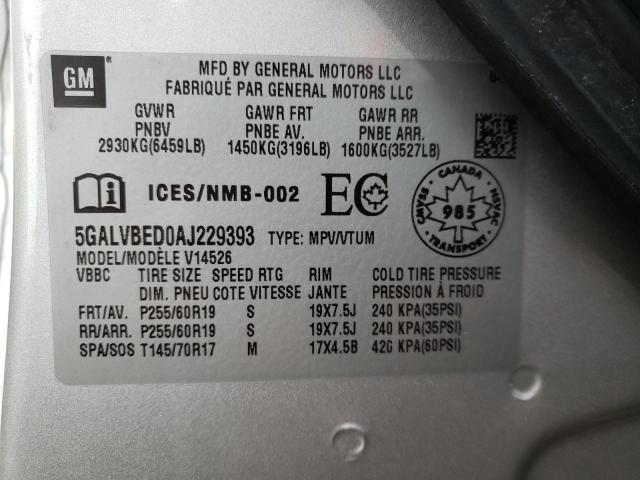 GM
MFD BY GENERAL MOTORS LLC
FABRIQUÉ PAR GENERAL MOTORS LLC
GVWR GAWR FRT GAWR RR
PNBV PNBE AV. PNBE ARR.
2930KG(6459LB) 1450KG(3196LB) 1600KG(3527LB)
ICES/NMB-002 EC
CANADA
CMVSS NSVAC
985
TRANSPORT
5GALVBED0AJ229393 TYPE: MPV/VTUM
MODEL/MODÈLE V14526
VBBC TIRE SIZE SPEED RTG RIM COLD TIRE PRESSURE
DIM. PNEU COTE VITESSE JANTE PRESSION À FROID
FRT/AV. P255/60R19 S 19X7.5J 240 KPA(35PSI)
RR/ARR. P255/60R19 S 19X7.5J 240 KPA(35PSI)
SPA/SOS T145/70R17 M 17X4.5B 420 KPA(60PSI)